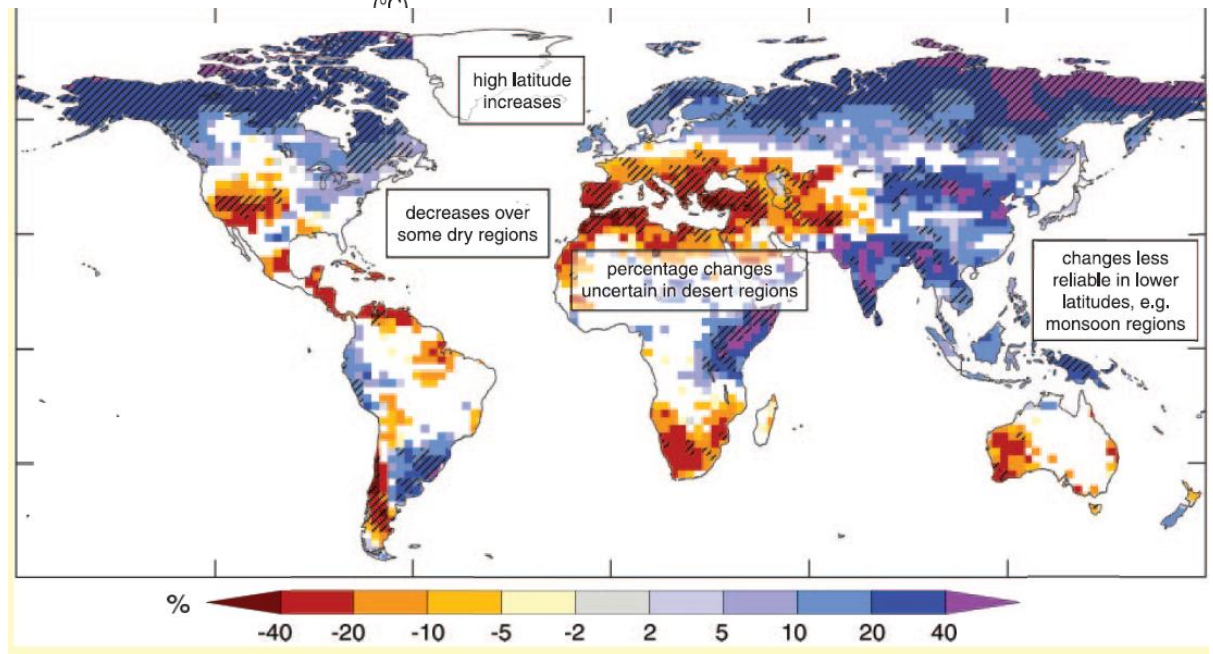 high latitude
increases
decreases over
some dry regions
percentage changes
uncertain in desert regions
changes less
reliable in lower
latitudes, e.g.
monsoon regions
%
-40 -20 -10 -5 -2 2 5 10 20 40